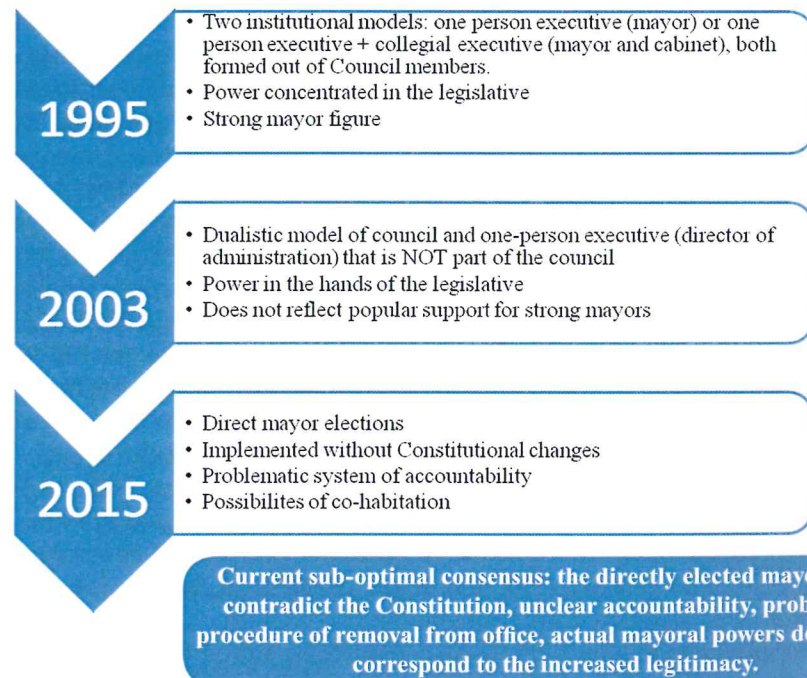 • Two institutional models: one person executive (mayor) or one
person executive + collegial executive (mayor and cabinet), both
formed out of Council members.
• Power concentrated in the legislative
• Strong mayor figure
1995
• Dualistic model of council and one-person executive (director of
administration) that is NOT part of the council
• Power in the hands of the legislative
• Does not reflect popular support for strong mayors
2003
• Direct mayor elections
• Implemented without Constitutional changes
• Problematic system of accountability
• Possibilites of co-habitation
2015
Current sub-optimal consensus: the directly elected
contradict the Constitution, unclear accountability,
procedure of removal from office, actual mayoral powers
correspond to the increased legitimacy.